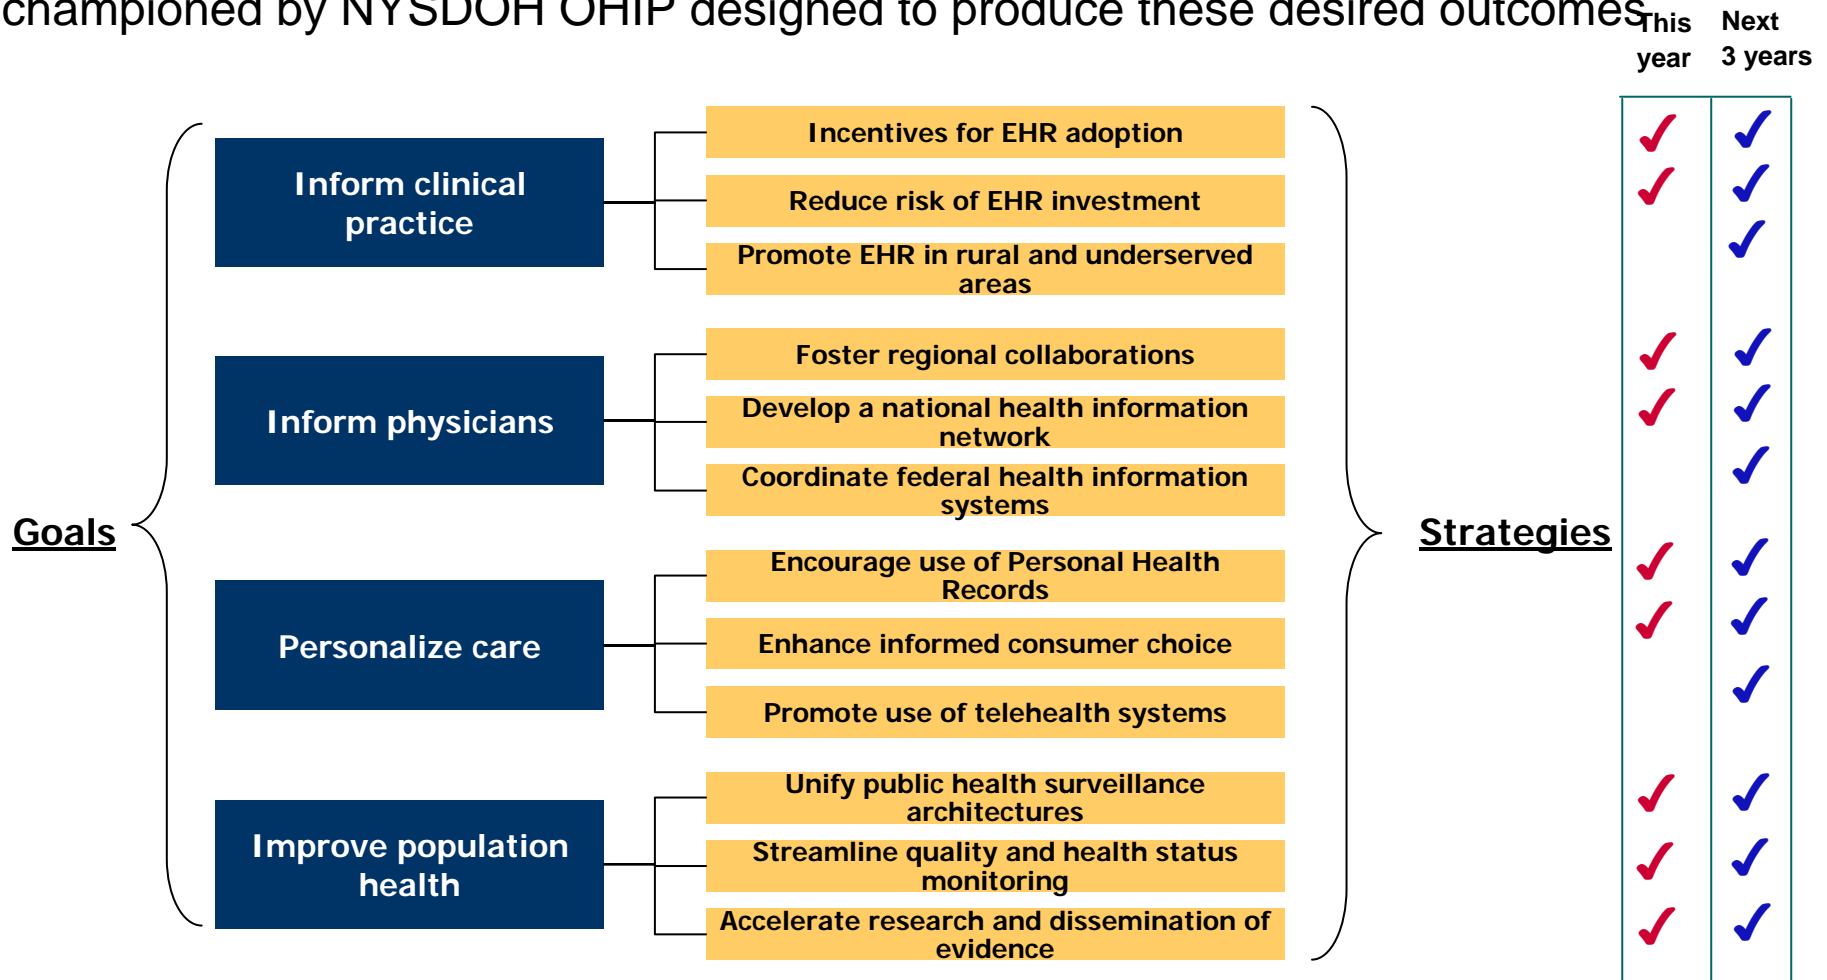 championed by NYSDOH OHIP designed to produce these desired outcomes
This Next
year 3 years
Inform clinical
practice
Incentives for EHR adoption
Reduce risk of EHR investment
Promote EHR in rural and underserved
areas
Inform physicians
Foster regional collaborations
Develop a national health information
network
Coordinate federal health information
systems
Goals
Strategies
Personalize care
Encourage use of Personal Health
Records
Enhance informed consumer choice
Promote use of telehealth systems
Improve population
health
Unify public health surveillance
architectures
Streamline quality and health status
monitoring
Accelerate research and dissemination of
evidence